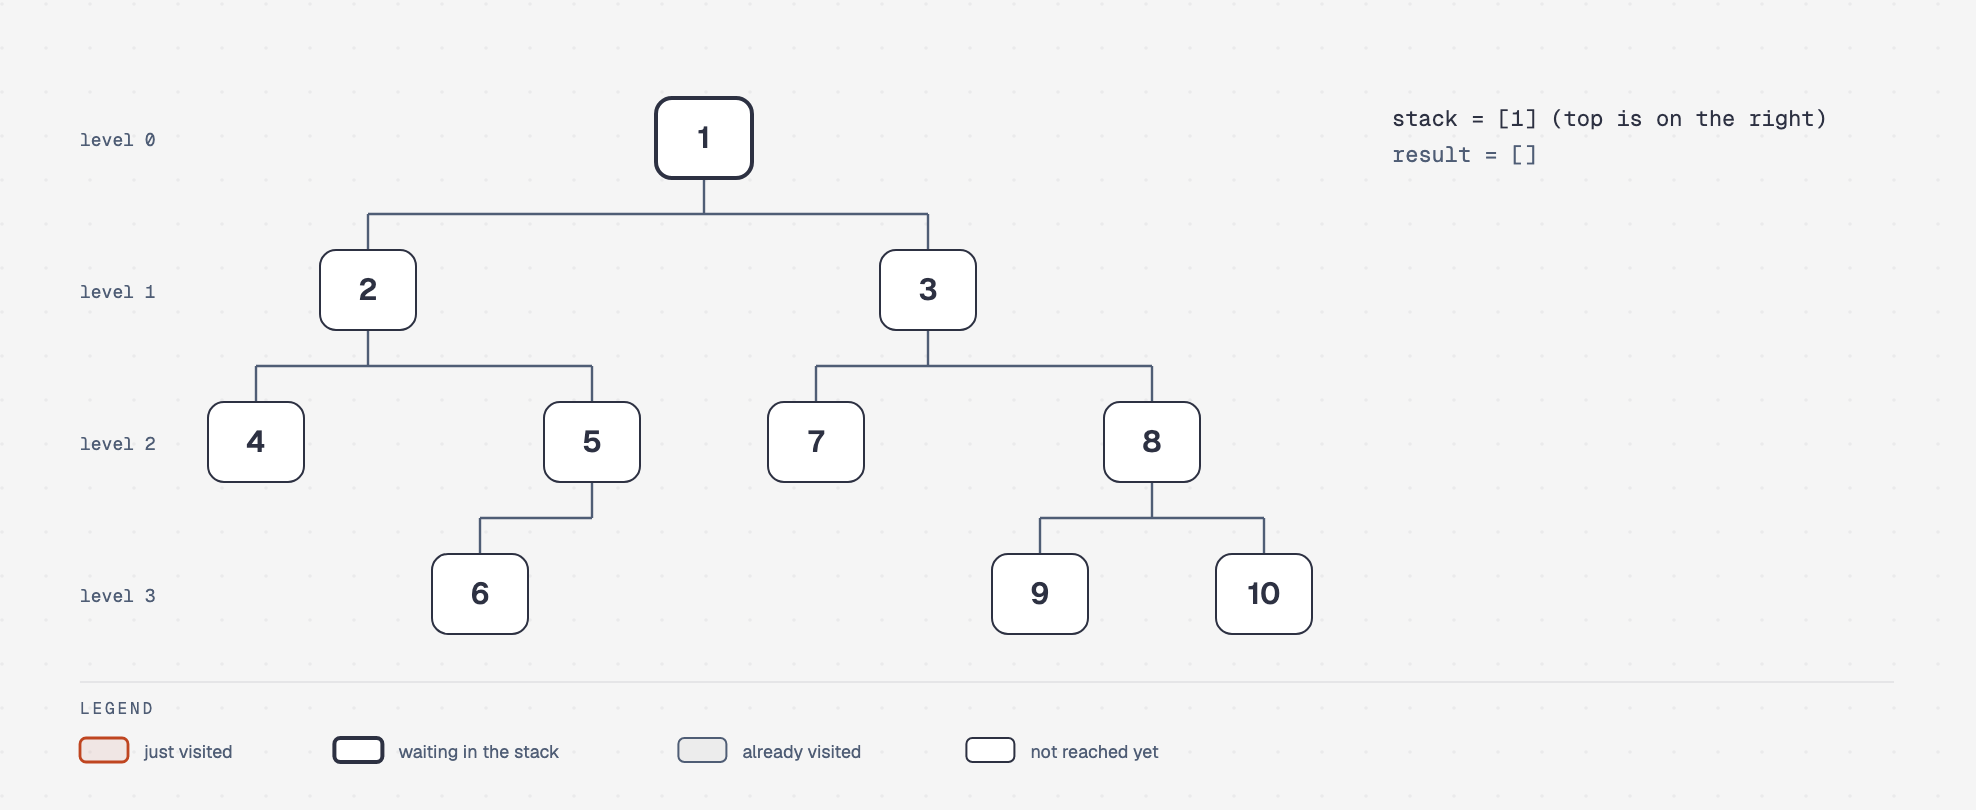 level 0
1
stack = [1] (top is on the right)
result = []
level 1
2
3
level 2
4
5
7
8
level 3
6
9
10
LEGEND
just visited
waiting in the stack
already visited
not reached yet